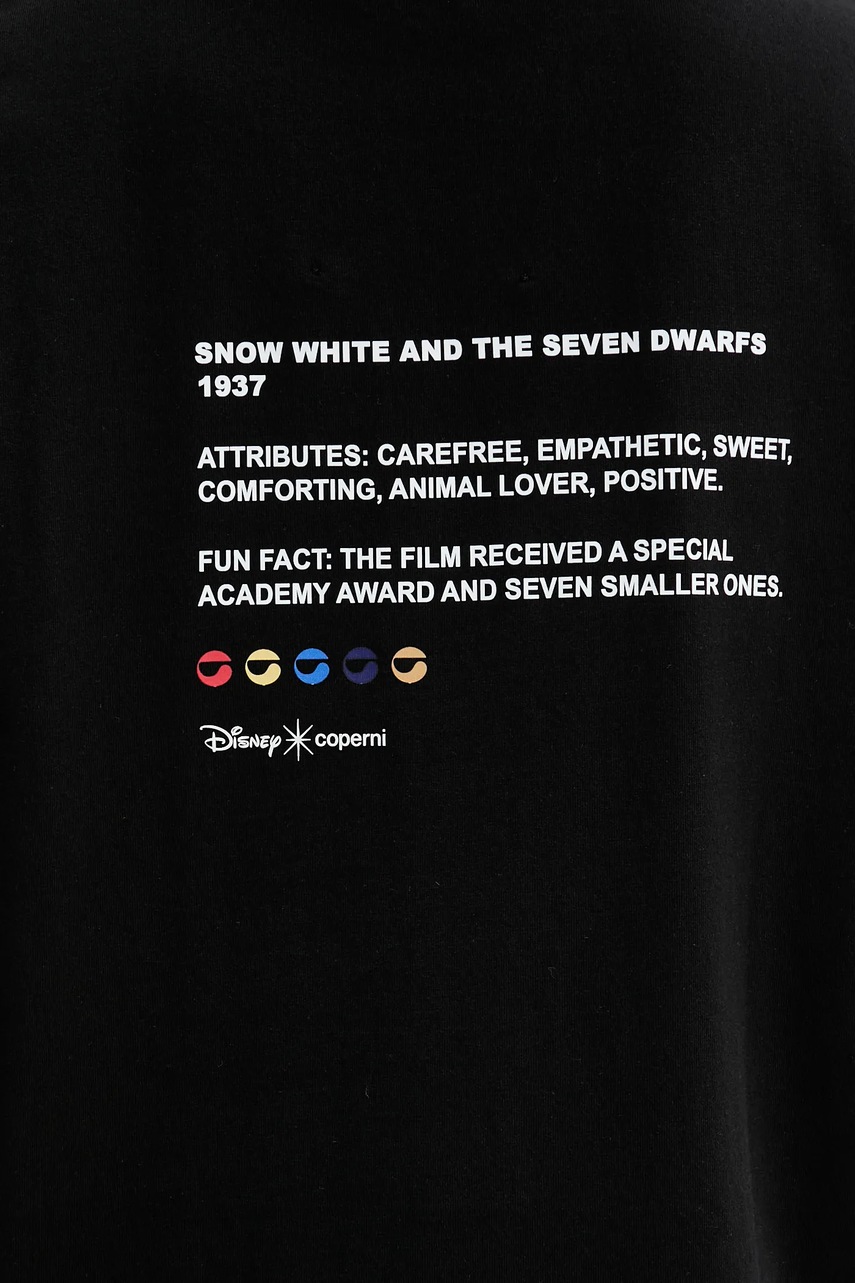 SNOW WHITE AND THE SEVEN DWARFS
1937
ATTRIBUTES: CAREFREE, EMPATHETIC, SWEET,
COMFORTING, ANIMAL LOVER, POSITIVE.
FUN FACT: THE FILM RECEIVED A SPECIAL
ACADEMY AWARD AND SEVEN SMALLER ONES.
Disney coperni